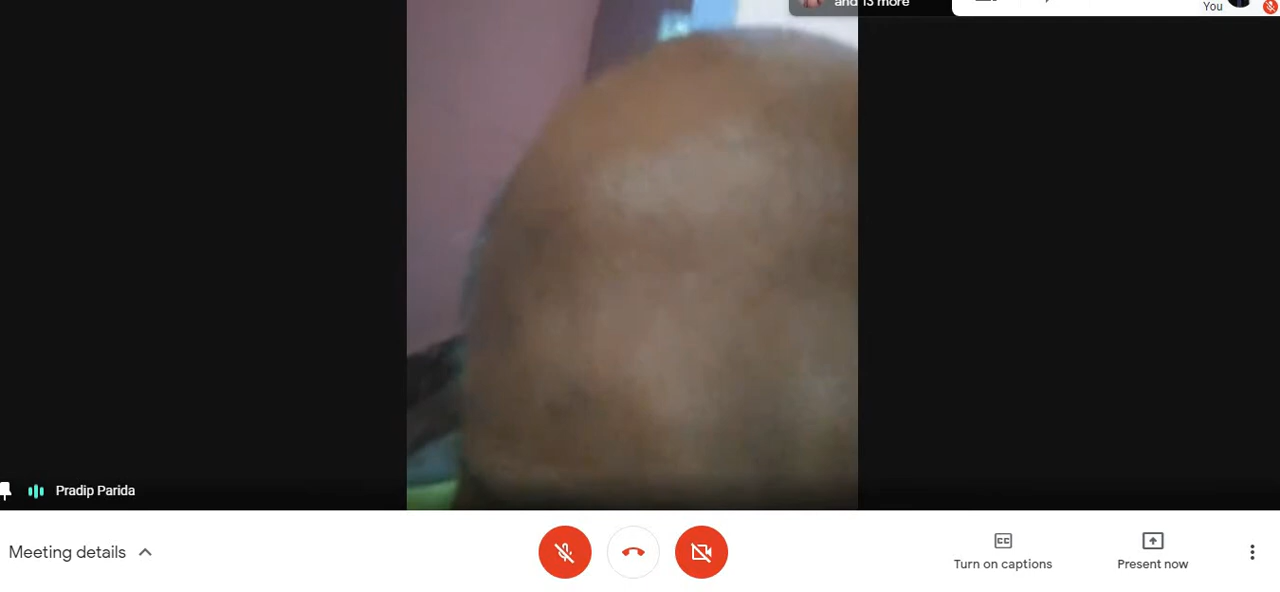 and 13 more
You
Pradip Parida
Meeting details
Turn on captions
Present now